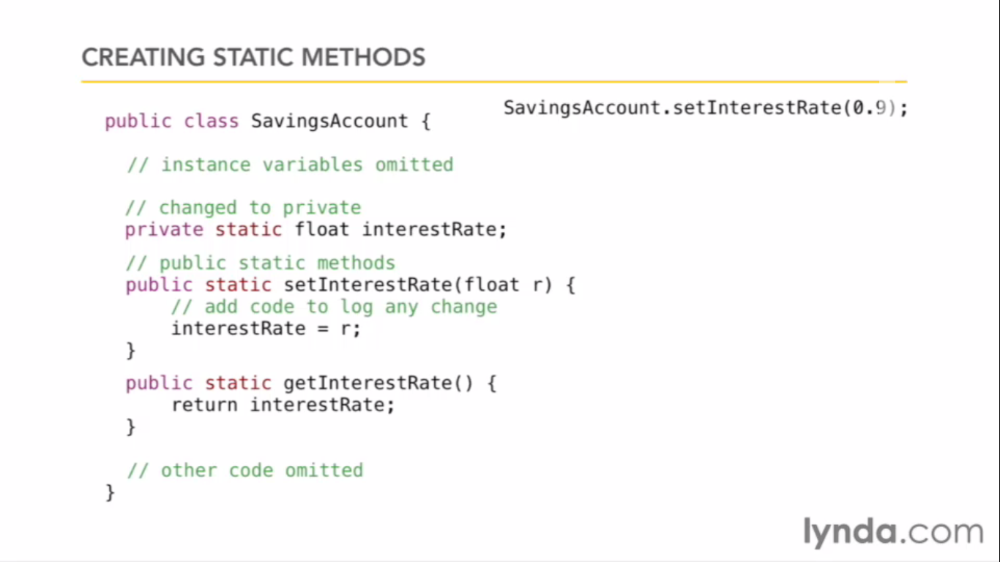 CREATING STATIC METHODS
SavingsAccount.setInterestRate(0.9);
public class SavingsAccount {
// instance variables omitted
// changed to private
private static float interestRate;
// public static methods
public static setInterestRate(float r) {
// add code to log any change
interestRate = r;
}
public static getInterestRate() {
return interestRate;
}
// other code omitted
}
lynda.com